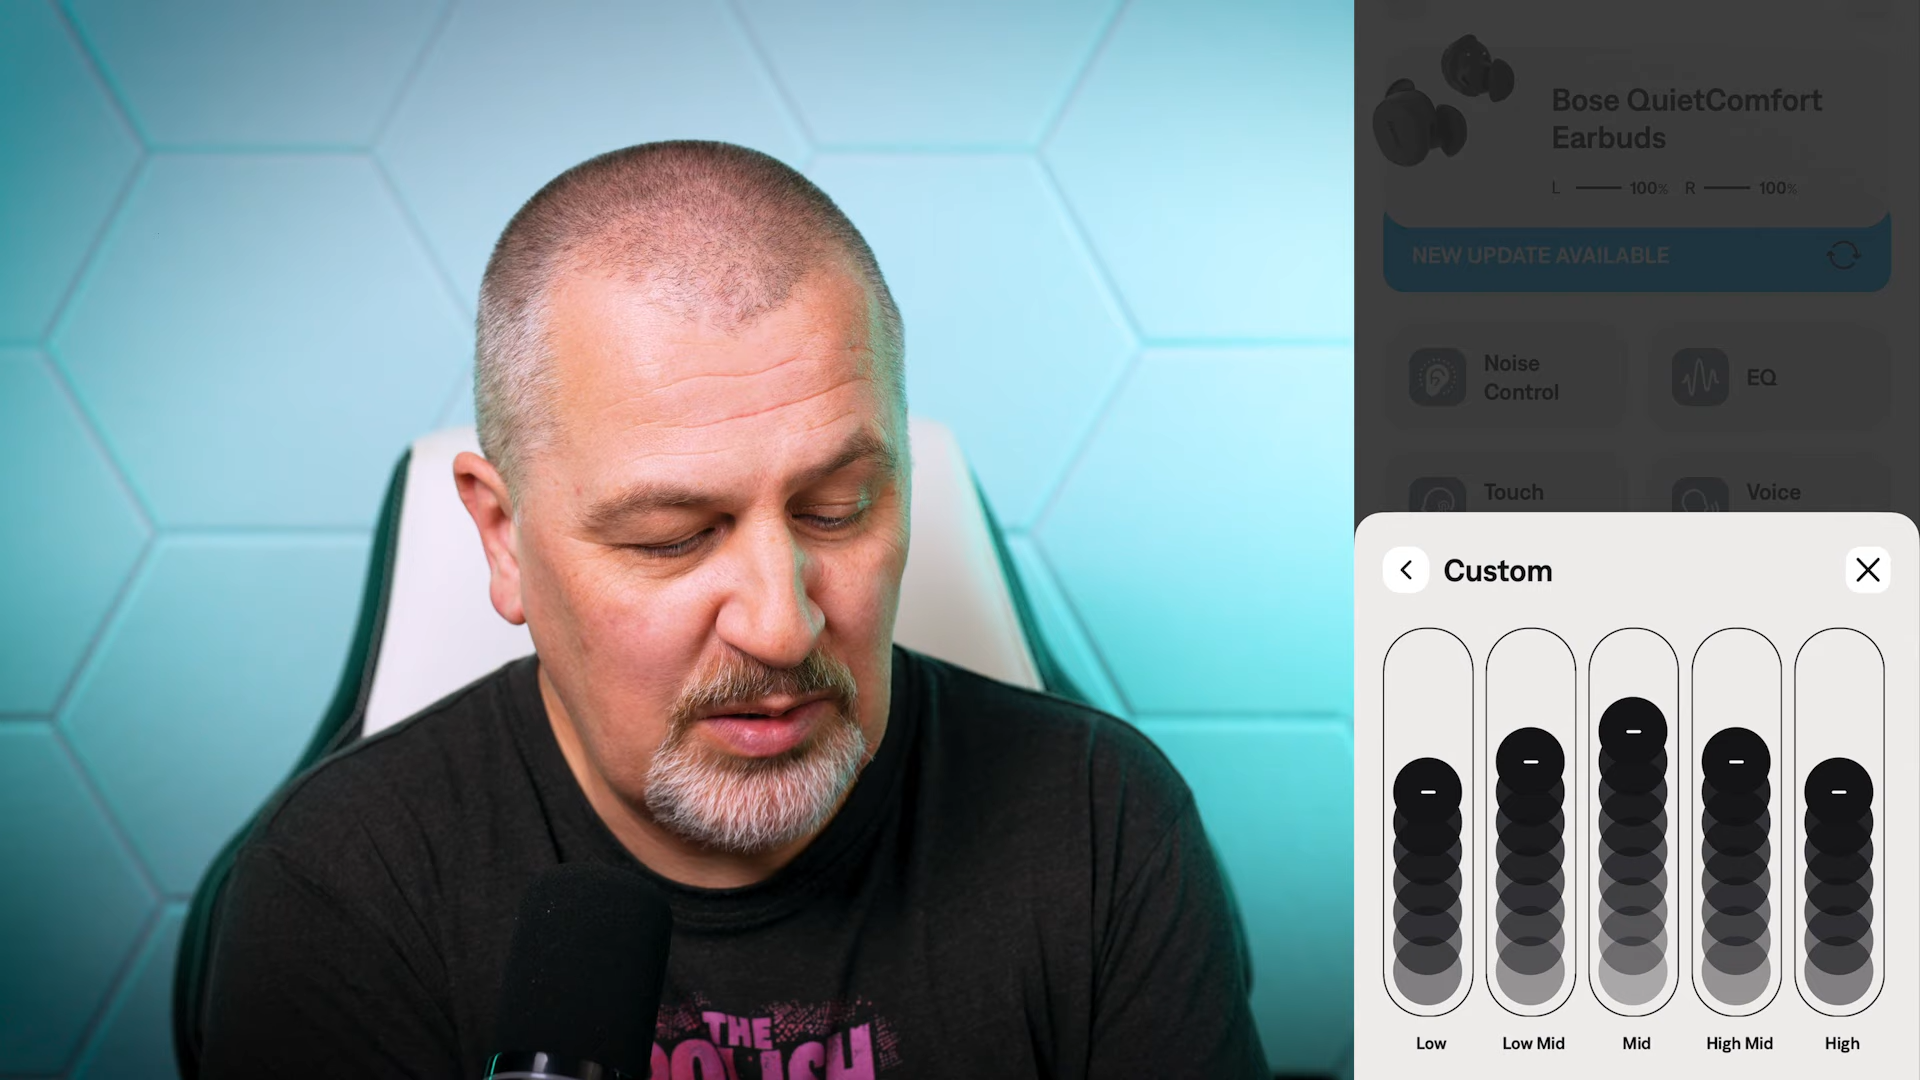 Bose QuietComfort
Earbuds
L 100% R 100%
NEW UPDATE AVAILABLE
Noise
Control
EQ
Touch
Voice
Custom
Low
Low Mid
Mid
High Mid
High
THE